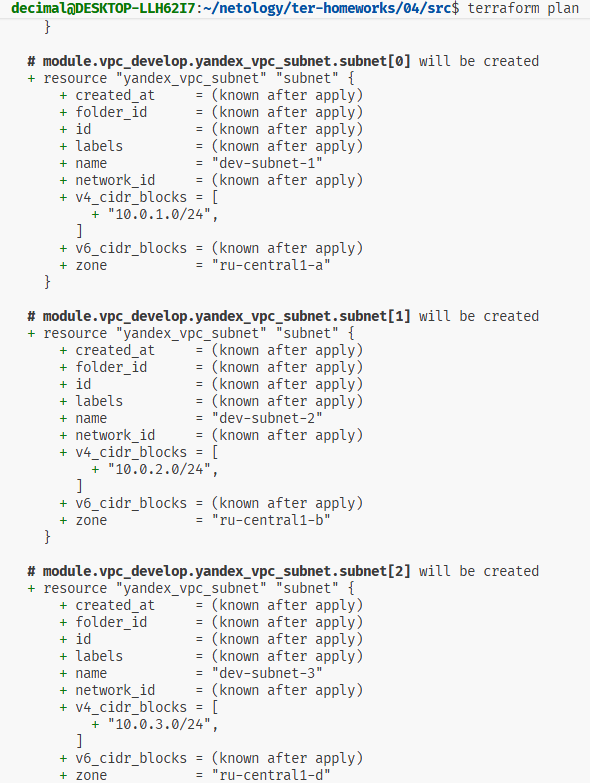 decimal@DESKTOP-LLH62I7:~/netology/ter-homeworks/04/src$ terraform plan
    }

  # module.vpc_develop.yandex_vpc_subnet.subnet[0] will be created
  + resource "yandex_vpc_subnet" "subnet" {
      + created_at     = (known after apply)
      + folder_id      = (known after apply)
      + id             = (known after apply)
      + labels         = (known after apply)
      + name           = "dev-subnet-1"
      + network_id     = (known after apply)
      + v4_cidr_blocks = [
          + "10.0.1.0/24",
        ]
      + v6_cidr_blocks = (known after apply)
      + zone           = "ru-central1-a"
    }

  # module.vpc_develop.yandex_vpc_subnet.subnet[1] will be created
  + resource "yandex_vpc_subnet" "subnet" {
      + created_at     = (known after apply)
      + folder_id      = (known after apply)
      + id             = (known after apply)
      + labels         = (known after apply)
      + name           = "dev-subnet-2"
      + network_id     = (known after apply)
      + v4_cidr_blocks = [
          + "10.0.2.0/24",
        ]
      + v6_cidr_blocks = (known after apply)
      + zone           = "ru-central1-b"
    }

  # module.vpc_develop.yandex_vpc_subnet.subnet[2] will be created
  + resource "yandex_vpc_subnet" "subnet" {
      + created_at     = (known after apply)
      + folder_id      = (known after apply)
      + id             = (known after apply)
      + labels         = (known after apply)
      + name           = "dev-subnet-3"
      + network_id     = (known after apply)
      + v4_cidr_blocks = [
          + "10.0.3.0/24",
        ]
      + v6_cidr_blocks = (known after apply)
      + zone           = "ru-central1-d"